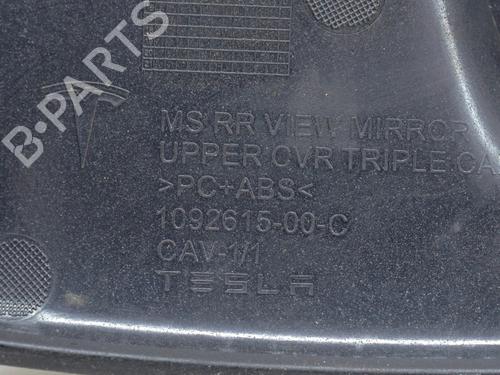 B-PARTS
MS RR VIEW MIRROR
UPPER CVR TRIPLE CA
>PC+ABS<
1092615-00-C
CAV-1/1
TESLA